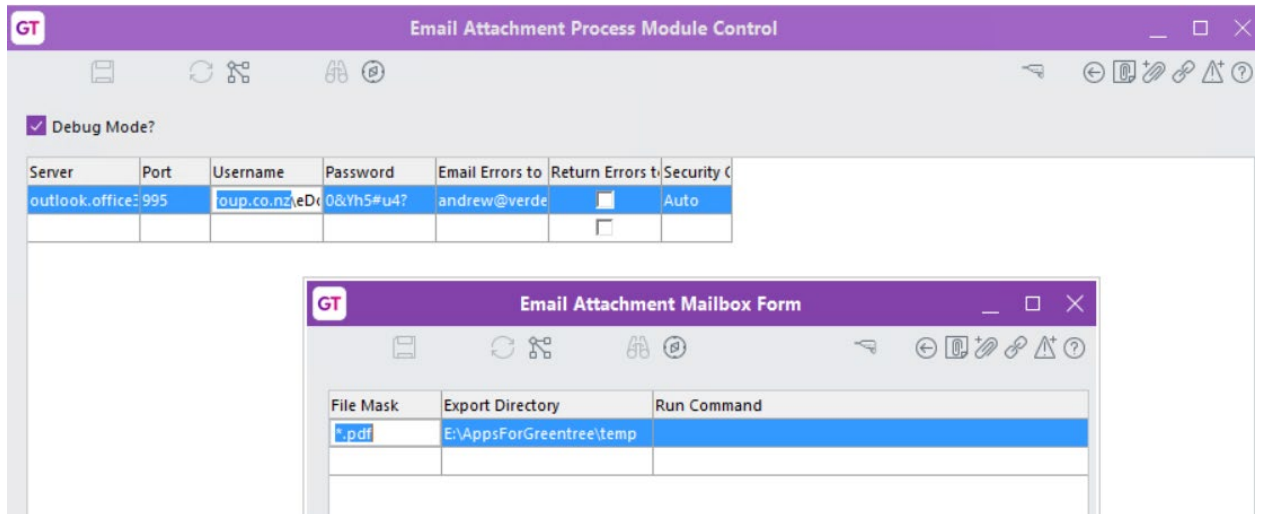 GT Email Attachment Process Module Control
Debug Mode?
Server Port Username Password Email Errors to Return Errors t Security
outlook.office3 995 oup.co.nz\eDo 0&Yh5#u4? andrew@verde Auto
GT Email Attachment Mailbox Form
File Mask Export Directory Run Command
*.pdf E:\AppsForGreentree\temp